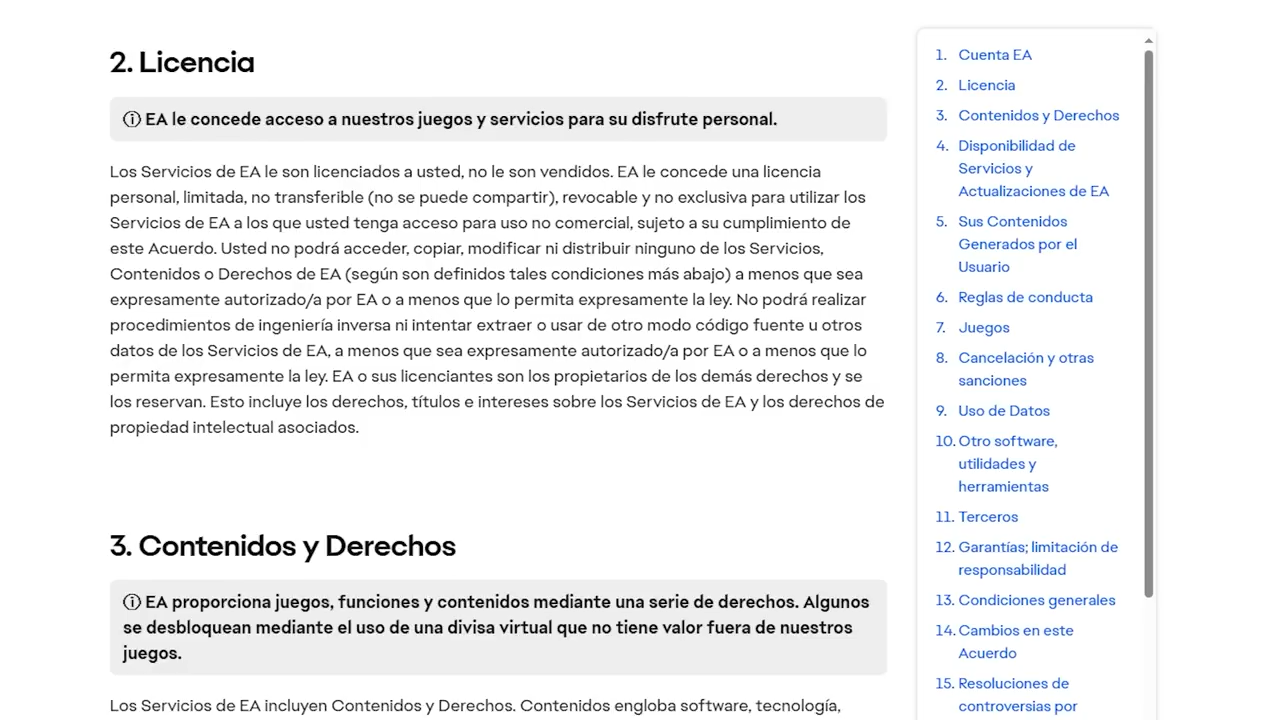 2. Licencia
ⓘ EA le concede acceso a nuestros juegos y servicios para su disfrute personal.
Los Servicios de EA le son licenciados a usted, no le son vendidos. EA le concede una licencia
personal, limitada, no transferible (no se puede compartir), revocable y no exclusiva para utilizar los
Servicios de EA a los que usted tenga acceso para uso no comercial, sujeto a su cumplimiento de
este Acuerdo. Usted no podrá acceder, copiar, modificar ni distribuir ninguno de los Servicios,
Contenidos o Derechos de EA (según son definidos tales condiciones más abajo) a menos que sea
expresamente autorizado/a por EA o a menos que lo permita expresamente la ley. No podrá realizar
procedimientos de ingeniería inversa ni intentar extraer o usar de otro modo código fuente u otros
datos de los Servicios de EA, a menos que sea expresamente autorizado/a por EA o a menos que lo
permita expresamente la ley. EA o sus licenciantes son los propietarios de los demás derechos y se
los reservan. Esto incluye los derechos, títulos e intereses sobre los Servicios de EA y los derechos de
propiedad intelectual asociados.
3. Contenidos y Derechos
ⓘ EA proporciona juegos, funciones y contenidos mediante una serie de derechos. Algunos
se desbloquean mediante el uso de una divisa virtual que no tiene valor fuera de nuestros
juegos.
Los Servicios de EA incluyen Contenidos y Derechos. Contenidos engloba software, tecnología,
1. Cuenta EA
2. Licencia
3. Contenidos y Derechos
4. Disponibilidad de
Servicios y
Actualizaciones de EA
5. Sus Contenidos
Generados por el
Usuario
6. Reglas de conducta
7. Juegos
8. Cancelación y otras
sanciones
9. Uso de Datos
10. Otro software,
utilidades y
herramientas
11. Terceros
12. Garantías; limitación de
responsabilidad
13. Condiciones generales
14. Cambios en este
Acuerdo
15. Resoluciones de
controversias por